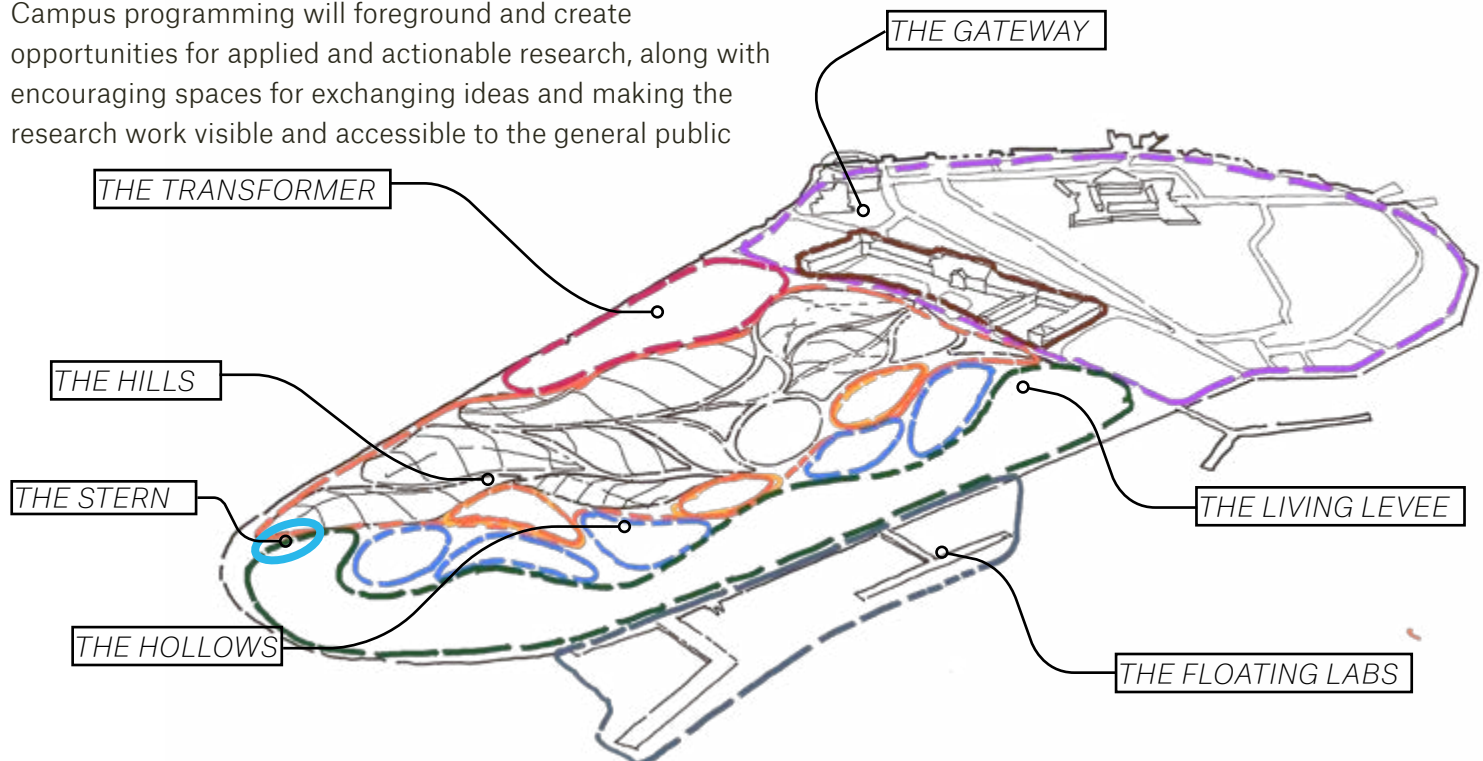 Campus programming will foreground and create
opportunities for applied and actionable research, along with
encouraging spaces for exchanging ideas and making the
research work visible and accessible to the general public
THE GATEWAY
THE TRANSFORMER
THE HILLS
THE STERN
THE LIVING LEVEE
THE HOLLOWS
THE FLOATING LABS